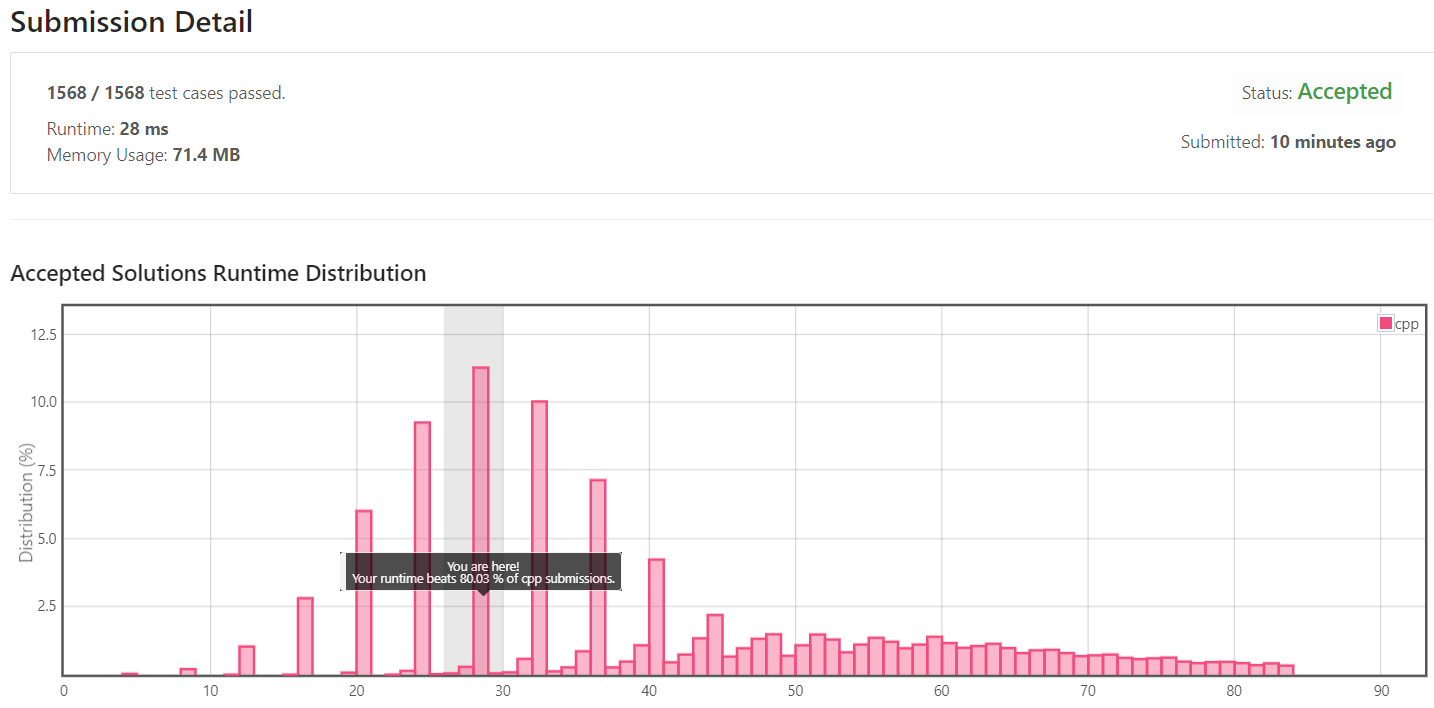 Submission Detail
1568 / 1568 test cases passed.
Status: Accepted
Runtime: 28 ms
Memory Usage: 71.4 MB
Submitted: 10 minutes ago
Accepted Solutions Runtime Distribution
cpp
12.5
10.0
7.5
5.0
2.5
Distribution (%)
You are here!
Your runtime beats 80.03 % of cpp submissions.
0 10 20 30 40 50 60 70 80 90